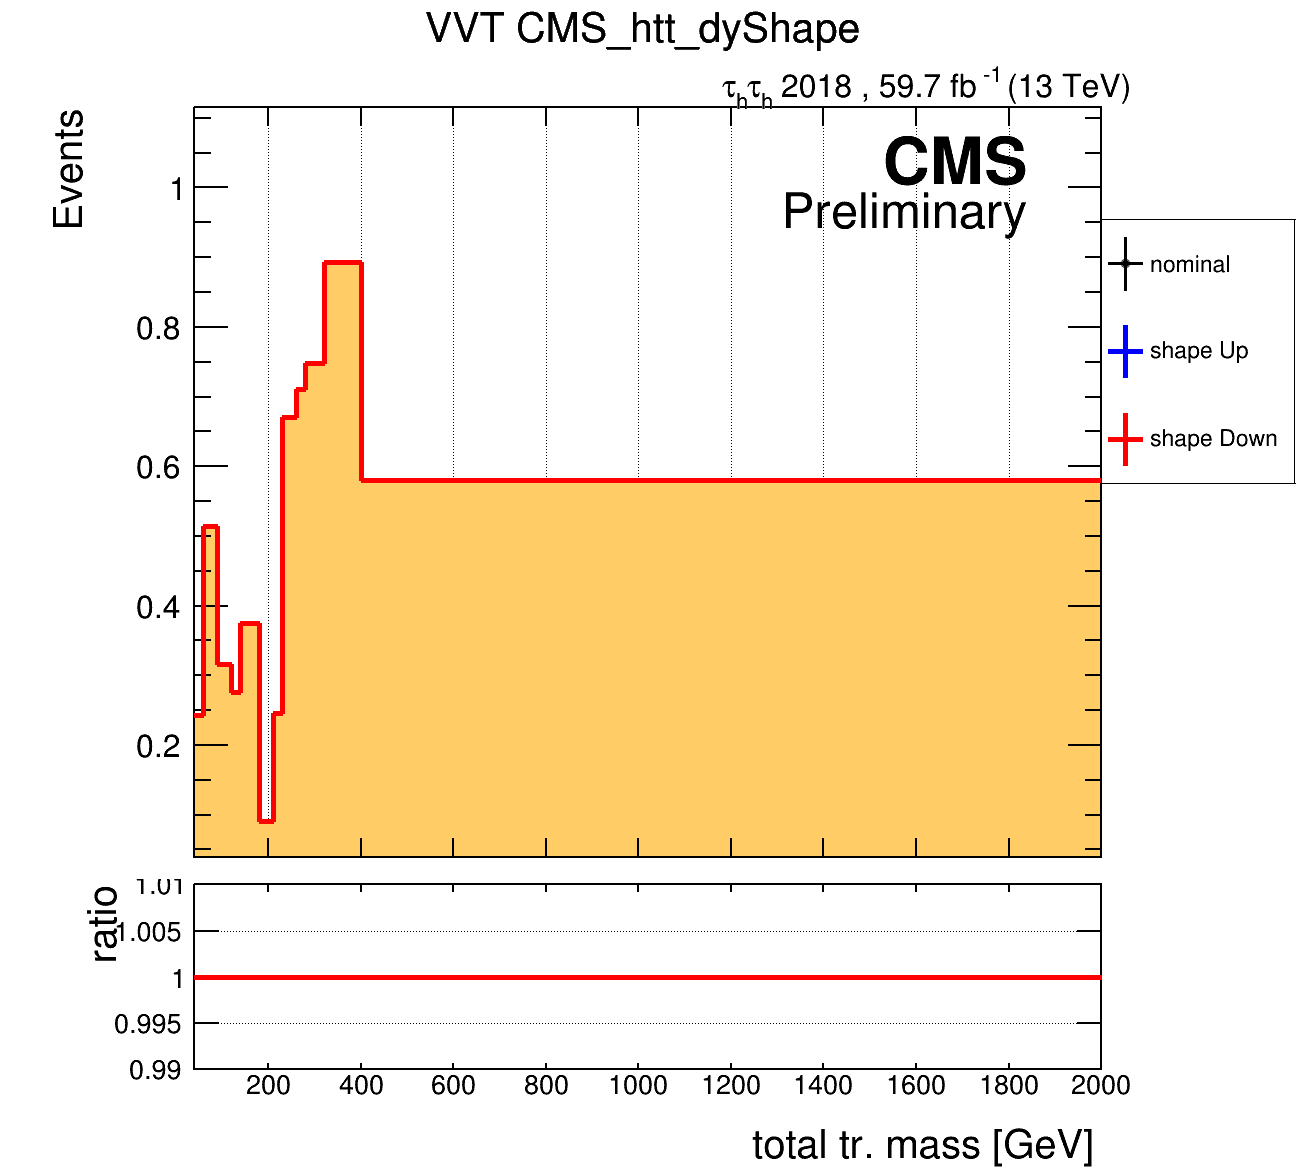 VVT CMS_htt_dyShape
τhτh 2018 , 59.7 fb -1 (13 TeV)
Events
CMS
Preliminary
1
0.8
0.6
0.4
0.2
nominal
shape Up
shape Down
ratio
1.01
1.005
1
0.995
0.99
200 400 600 800 1000 1200 1400 1600 1800 2000
total tr. mass [GeV]